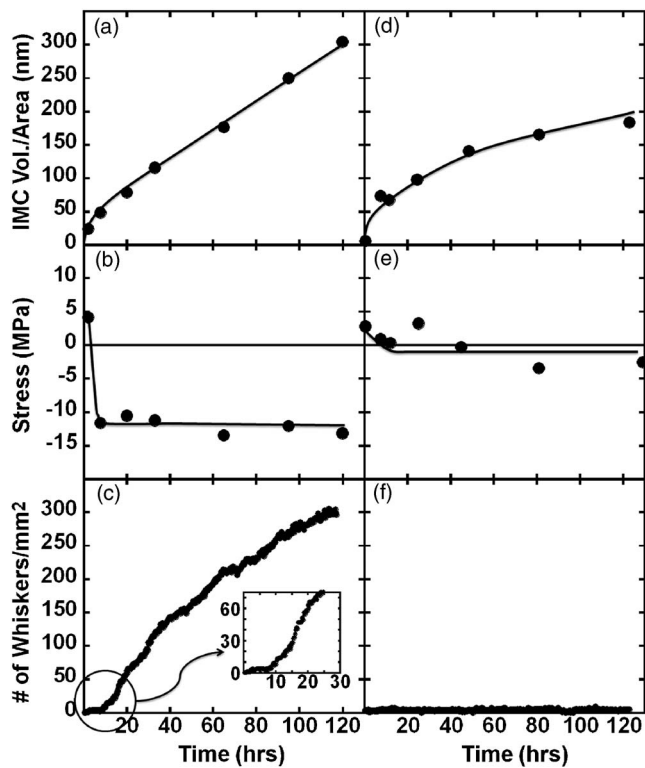 (a)
(d)
IMC Vol./Area (nm)
300
250
200
150
100
50
0
(b)
(e)
Stress (MPa)
10
5
0
-5
-10
-15
(c)
(f)
# of Whiskers/mm²
300
250
200
150
100
50
0
60
30
0
10 20 30
20 40 60 80 100 120
0 20 40 60 80 100 120
Time (hrs)
Time (hrs)